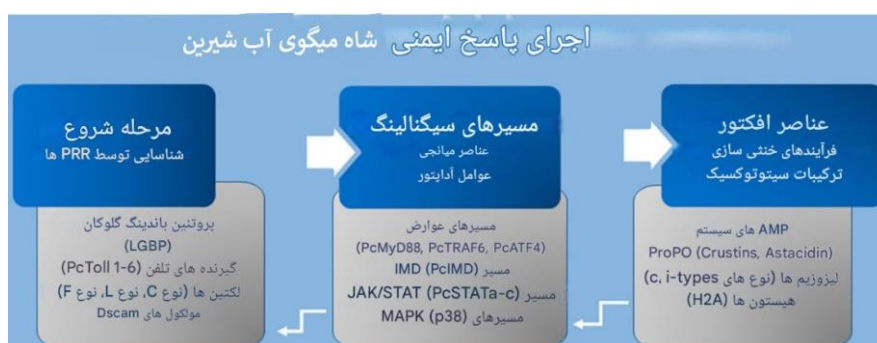 اجرای پاسخ ایمنی شاه میگوی آب شیرین
مرحله شروع
شناسایی توسط PRR ها
پروتنین باندینگ گلوکان
(LGBP)
گیرنده های تلفن (PcToll 1-6)
لکتین ها (نوع C, نوع L، نوع F)
مولکول های Dscam
مسیرهای سیگنالینگ
عناصر میانجی
عوامل آداپتور
مسیرهای عوارض
(PcMyD88, PcTRAF6, PcATF4)
مسیر IMD (PcIMD)
مسیر JAK/STAT (PcSTATa-c)
مسیرهای MAPK (p38)
عناصر افکتور
فرآیندهای خنثی سازی
ترکیبات سیتوتوکسیک
AMP های سیستم
ProPO (Crustins, Astacidin)
لیزوزیم ها (نوع های c, i-types)
هیستون ها (H2A)